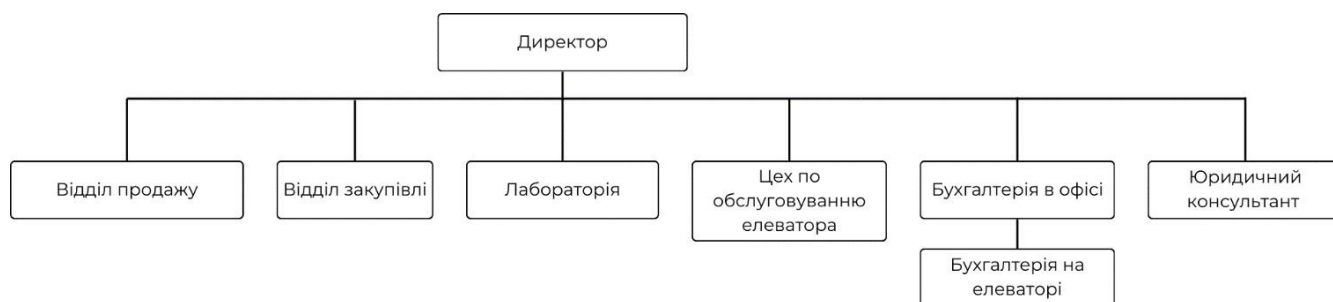 Директор
Відділ продажу
Відділ закупівлі
Лабораторія
Цех по
обслуговуванню
елеватора
Бухгалтерія в офісі
Юридичний
консультант
Бухгалтерія на
елеваторі